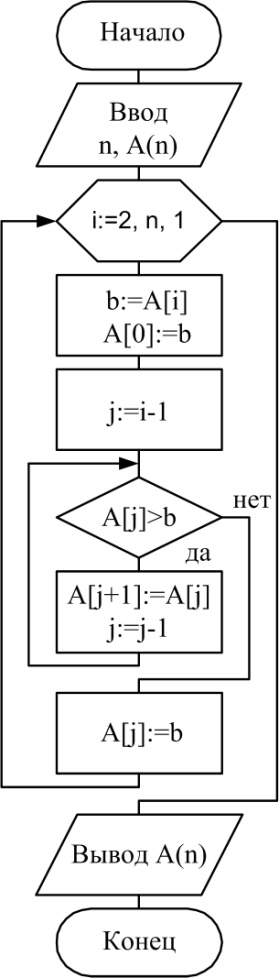 Начало
Ввод
n, A(n)
i:=2, n, 1
b:=A[i]
A[0]:=b
j:=i-1
A[j]>b
нет
да
A[j+1]:=A[j]
j:=j-1
A[j]:=b
Вывод A(n)
Конец